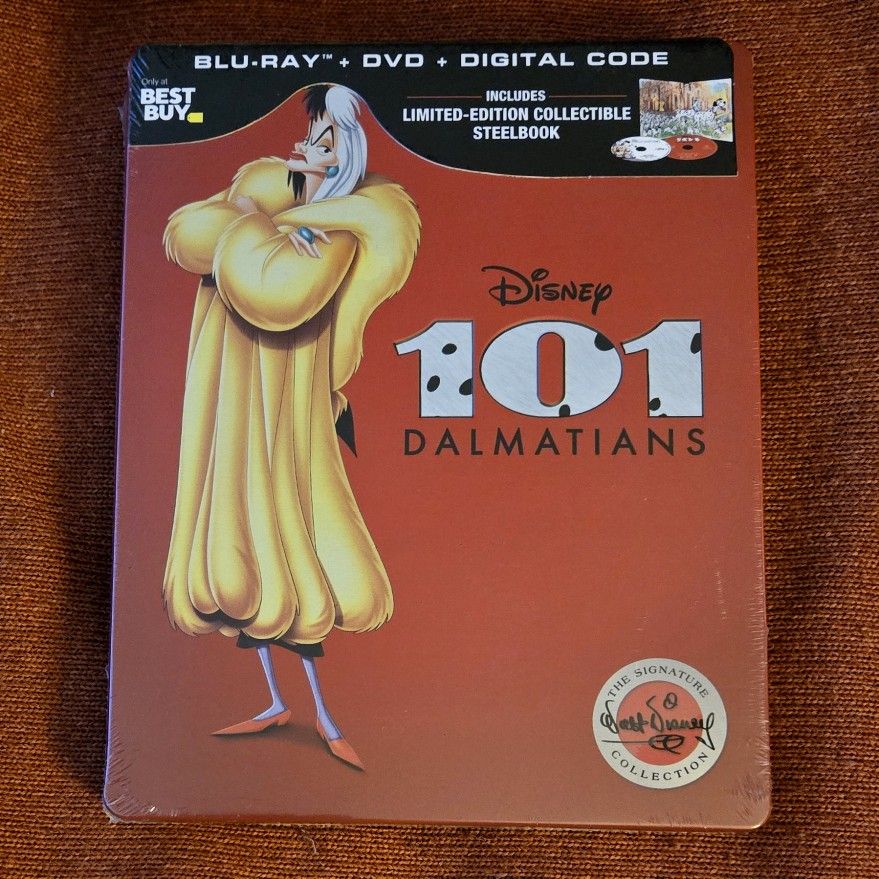 BLU-RAY™ + DVD + DIGITAL CODE
Only at
BEST
BUY
INCLUDES
LIMITED-EDITION COLLECTIBLE
STEELBOOK
Disney
101
DALMATIANS
THE SIGNATURE
Walt Disney
COLLECTION